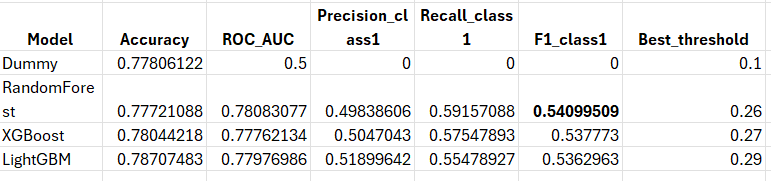 Precision_cl Recall_class
Model Accuracy ROC_AUC ass1 1 F1_class1 Best_threshold
Dummy 0.77806122 0.5 0 0 0 0.1
RandomFore
st 0.77721088 0.78083077 0.49838606 0.59157088 0.54099509 0.26
XGBoost 0.78044218 0.77762134 0.5047043 0.57547893 0.537773 0.27
LightGBM 0.78707483 0.77976986 0.51899642 0.55478927 0.5362963 0.29